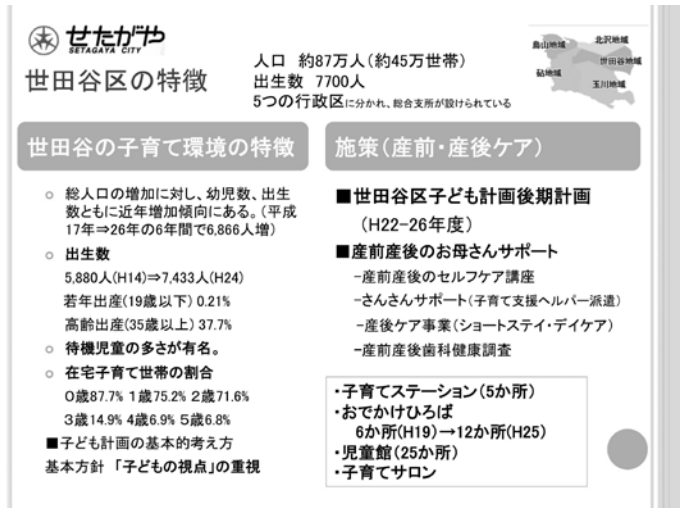 せたがや
SETAGAYA CITY
世田谷区の特徴
人口 約87万人(約45万世帯)
出生数 7700人
5つの行政区に分かれ、総合支所が設けられている
烏山地域
北沢地域
世田谷地域
砧地域
玉川地域
世田谷の子育て環境の特徴
○ 総人口の増加に対し、幼児数、出生
数ともに近年増加傾向にある。(平成
17年⇒26年の6年間で6,866人増)
○ 出生数
5,880人(H14)⇒7,433人(H24)
若年出産(19歳以下) 0.21%
高齢出産(35歳以上) 37.7%
○ 待機児童の多さが有名。
○ 在宅子育て世帯の割合
0歳87.7% 1歳75.2% 2歳71.6%
3歳14.9% 4歳6.9% 5歳6.8%
■子ども計画の基本的考え方
基本方針 「子どもの視点」の重視
施策(産前・産後ケア)
■世田谷区子ども計画後期計画
(H22-26年度)
■産前産後のお母さんサポート
-産前産後のセルフケア講座
-さんさんサポート(子育て支援ヘルパー派遣)
-産後ケア事業(ショートステイ・デイケア)
-産前産後歯科健康調査
・子育てステーション(5か所)
・おでかけひろば
6か所(H19)→12か所(H25)
・児童館(25か所)
・子育てサロン